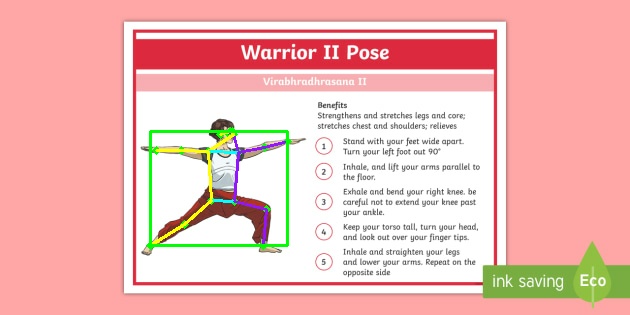 Warrior II Pose
Virabhradhrasana II
Benefits
Strengthens and stretches legs and core;
stretches chest and shoulders; relieves
1 Stand with your feet wide apart.
Turn your left foot out 90°
2 Inhale, and lift your arms parallel to
the floor.
3 Exhale and bend your right knee. be
careful not to extend your knee past
your ankle.
4 Keep your torso tall, turn your head,
and look out over your finger tips.
5 Inhale and straighten your legs
and lower your arms. Repeat on the
opposite side
ink saving Eco